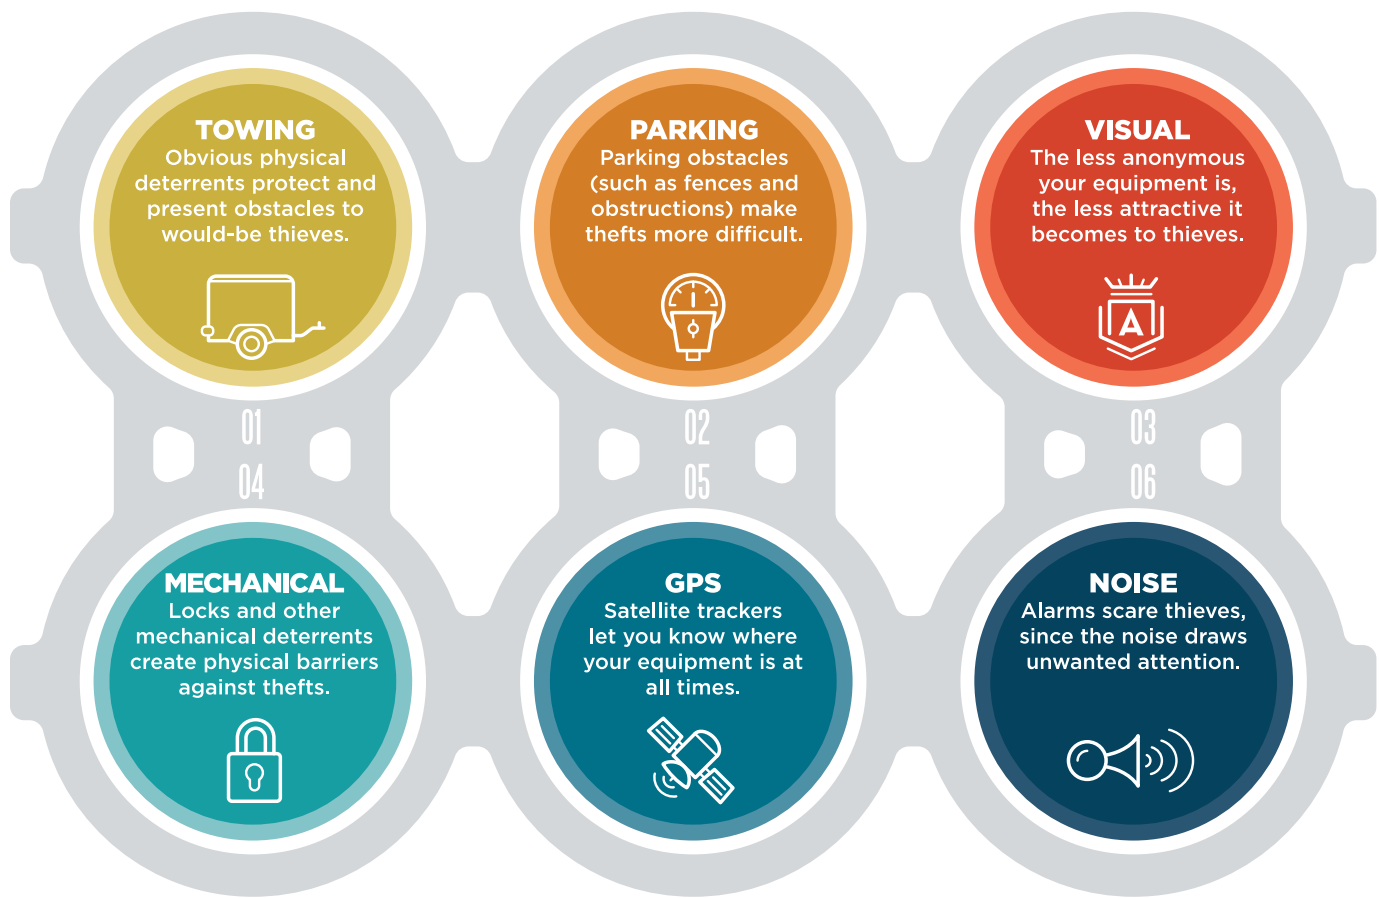 TOWING
Obvious physical
deterrents protect and
present obstacles to
would-be thieves.
01
PARKING
Parking obstacles
(such as fences and
obstructions) make
thefts more difficult.
02
VISUAL
The less anonymous
your equipment is,
the less attractive it
becomes to thieves.
A
03
04
MECHANICAL
Locks and other
mechanical deterrents
create physical barriers
against thefts.
05
GPS
Satellite trackers
let you know where
your equipment is at
all times.
06
NOISE
Alarms scare thieves,
since the noise draws
unwanted attention.